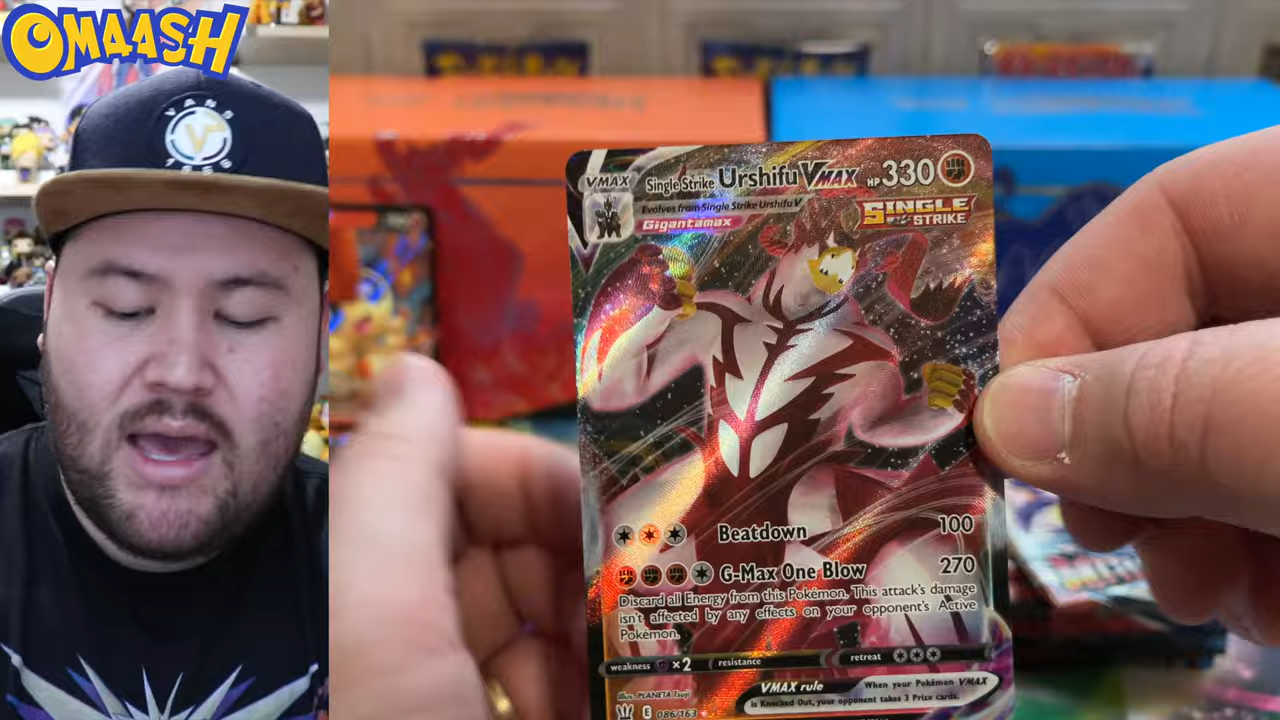 OMAASH
VANS
VMAX
Single Strike Urshifu VMAX HP 330
Evolves from Single Strike Urshifu V
Gigantamax
SINGLE
STRIKE
Beatdown 100
G-Max One Blow 270
Discard all Energy from this Pokémon. This attack's damage
isn't affected by any effects on your opponent's Active
Pokémon.
weakness ×2 resistance retreat
VMAX rule When your Pokémon VMAX
is Knocked Out, your opponent takes 3 Prize cards.
Illus. PLANETA Tsuji
E 086/163